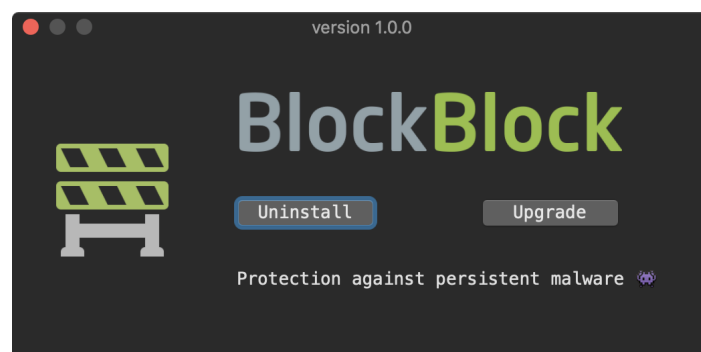 version 1.0.0
BlockBlock
Uninstall Upgrade
Protection against persistent malware 👾